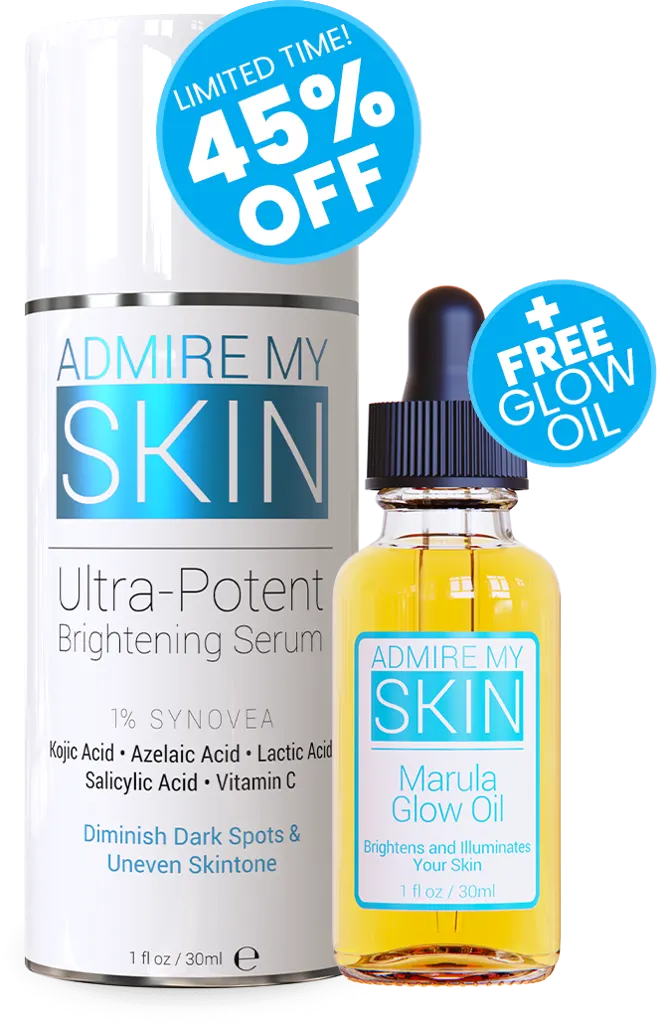 LIMITED TIME!
45%
OFF
+
FREE
GLOW
OIL
ADMIRE MY
SKIN
Ultra-Potent
Brightening Serum
1% SYNOVEA
Kojic Acid • Azelaic Acid • Lactic Acid
Salicylic Acid • Vitamin C
Diminish Dark Spots &
Uneven Skintone
1 fl oz / 30ml ℮
ADMIRE MY
SKIN
Marula
Glow Oil
Brightens and Illuminates
Your Skin
1 fl oz / 30ml